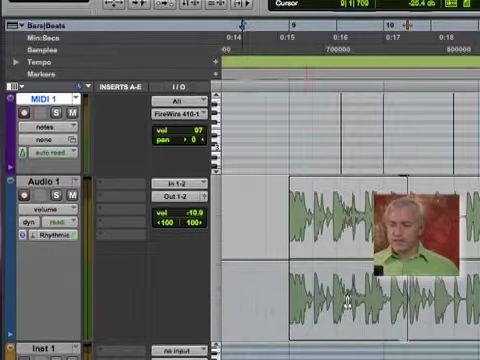 Cursor 9| 1| 709 -20.4 db
Bars|Beats 9 10
Min:Secs 0:14 0:15 0:16 0:17 0:18
Samples 700000 800000
Tempo
Markers
INSERTS A-E I / O
MIDI 1 All
S M FireWire 410-1
notes vol 97
none pan 0
auto read
Audio 1 In 1-2
S M Out 1-2
volume vol -10.9
dyn read 100 100
Rhythmic
Inst 1 no input